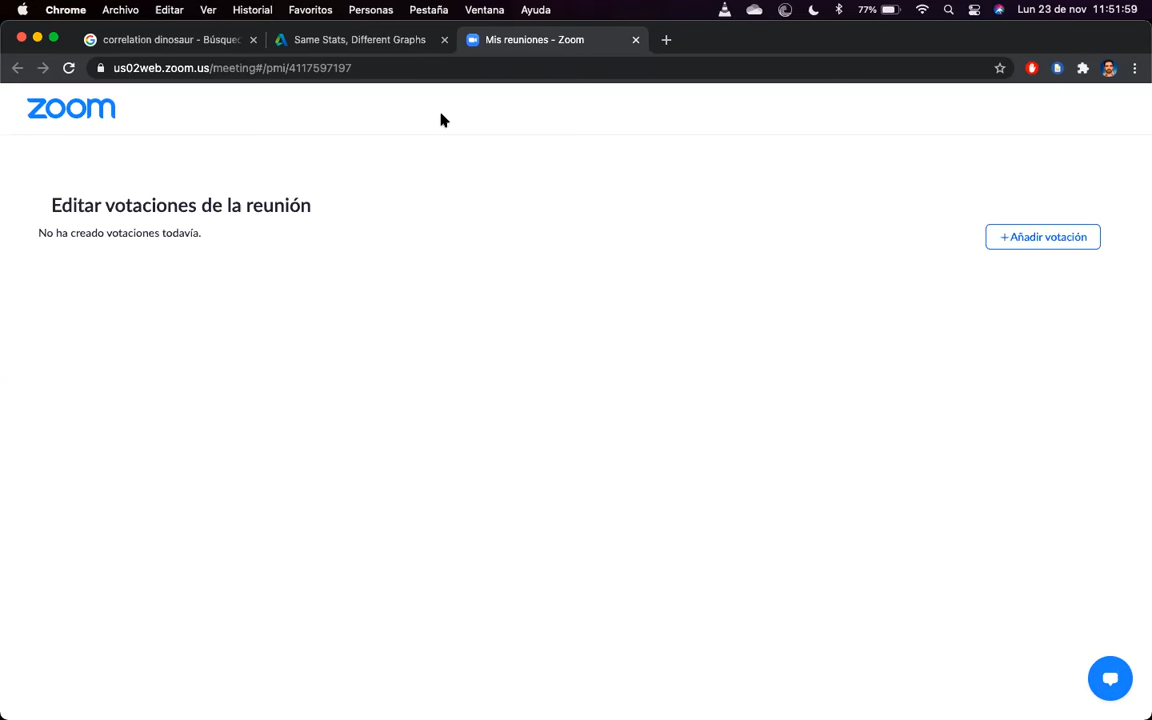 Chrome Archivo Editar Ver Historial Favoritos Personas Pestaña Ventana Ayuda 77% Lun 23 de nov 11:51:59
correlation dinosaur - Búsqued Same Stats, Different Graphs Mis reuniones - Zoom
us02web.zoom.us/meeting#/pmi/4117597197
zoom
Editar votaciones de la reunión
No ha creado votaciones todavía.
+Añadir votación